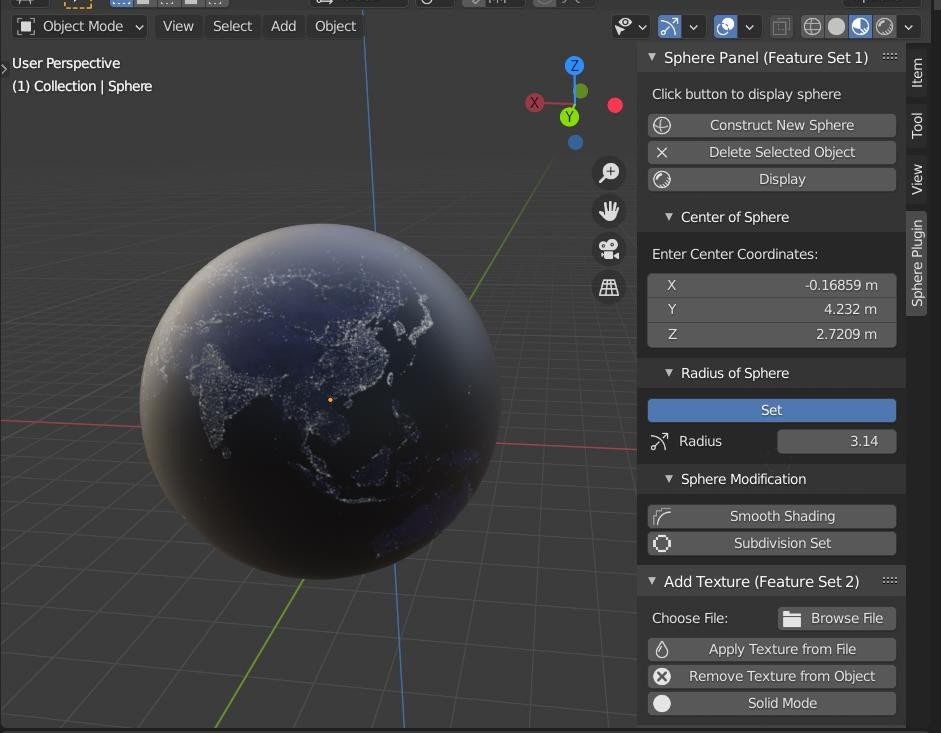 Object Mode View Select Add Object
User Perspective
(1) Collection | Sphere
Z
X
Y
Sphere Panel (Feature Set 1)
Click button to display sphere
Construct New Sphere
Delete Selected Object
Display
Center of Sphere
Enter Center Coordinates:
X -0.16859 m
Y 4.232 m
Z 2.7209 m
Radius of Sphere
Set
Radius 3.14
Sphere Modification
Smooth Shading
Subdivision Set
Add Texture (Feature Set 2)
Choose File: Browse File
Apply Texture from File
Remove Texture from Object
Solid Mode
Item
Tool
View
Sphere Plugin